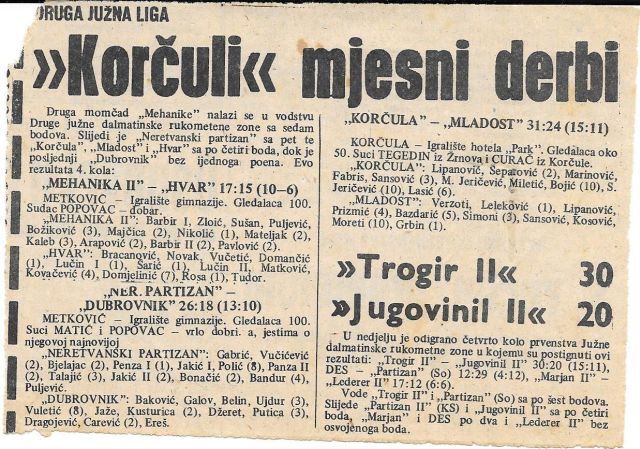 DRUGA JUŽNA LIGA
»Korčuli« mjesni derbi
Druga momčad „Mehanike” nalazi se u vodstvu
Druge južne dalmatinske rukometne zone sa sedam
bodova. Slijedi je „Neretvanski partizan” sa pet te
„Korčula”, „Mladost” i „Hvar” sa po četiri boda, dok je
posljednji „Dubrovnik” bez ijednoga poena. Evo
rezultata 4. kola:
„MEHANIKA II” — „HVAR” 17:15 (10—6)
METKOVIĆ — Igralište gimnazije. Gledalaca 100.
Sudac POPOVAC — dobar.
„MEHANIKA II”: Barbir I, Zloić, Sušan, Puljević,
Božiković (3), Majčica (2), Nikolić (1), Mateljak (2),
Kaleb (3), Arapović (2), Barbir II (2), Pavlović (2).
„HVAR”: Bracanović, Novak, Vučetić, Domančić
(1), Lučin I (1), Šarić (1), Lučin II, Matković,
Kovačević (4), Domjelinić (7), Rosa (1), Tudor.
„NER. PARTIZAN” —
„DUBROVNIK” 26:18 (13:10)
METKOVIĆ — Igralište gimnazije. Gledalaca 100.
Suci MATIĆ i POPOVAC — vrlo dobri. a, jestima o
njegovoj najnovijoj
„NERETVANSKI PARTIZAN”: Gabrić, Vučićević
(2), Bjelajac (2), Penza I (1), Jakić I, Polić (8), Panza II
(2), Talajić (3), Jakić II (2), Bonačić (2), Bandur (4),
Puljević.
„DUBROVNIK”: Baković, Galov, Belin, Ujdur (3),
Vuletić (8), Jaže, Kusturica (2), Džeret, Putica (3),
Dragojević, Carević (2), Ereš.
„KORČULA” — „MLADOST” 31:24 (15:11)
KORČULA — Igralište hotela „Park”. Gledalaca oko
50. Suci TEGEDIN iz Žrnova i CURAĆ iz Korčule.
„KORČULA”: Lipanović, Šeparović (2), Marinović,
Fabris, Sansović (3), M. Jeričević, Miletić, Bojić (10), S.
Jeričević (10), Lasić (6).
„MLADOST”: Verzoti, Leleković (1), Lipanović,
Prizmić (4), Bazdarić (5), Simoni (3), Sansović, Kosović,
Moreti (10), Grbin (1).
»Trogir II« 30
»Jugovinil II« 20
U nedjelju je odigrano četvrto kolo prvenstva Južne
dalmatinske rukometne zone u kojemu su postignuti ovi
rezultati: „Trogir II” — „Jugovinil II” 30:20 (15:11),
DES — „Partizan” (So) 12:29 (4:12), „Marjan II” —
„Lederer II” 17:12 (6:6).
Vode „Trogir II” i „Partizan” (So) sa po šest bodova.
Slijede „Partizan II” (KS) i „Jugovinil II” sa po četiri
boda, „Marjan” i DES po dva i „Lederer II” bez
osvojenoga boda.